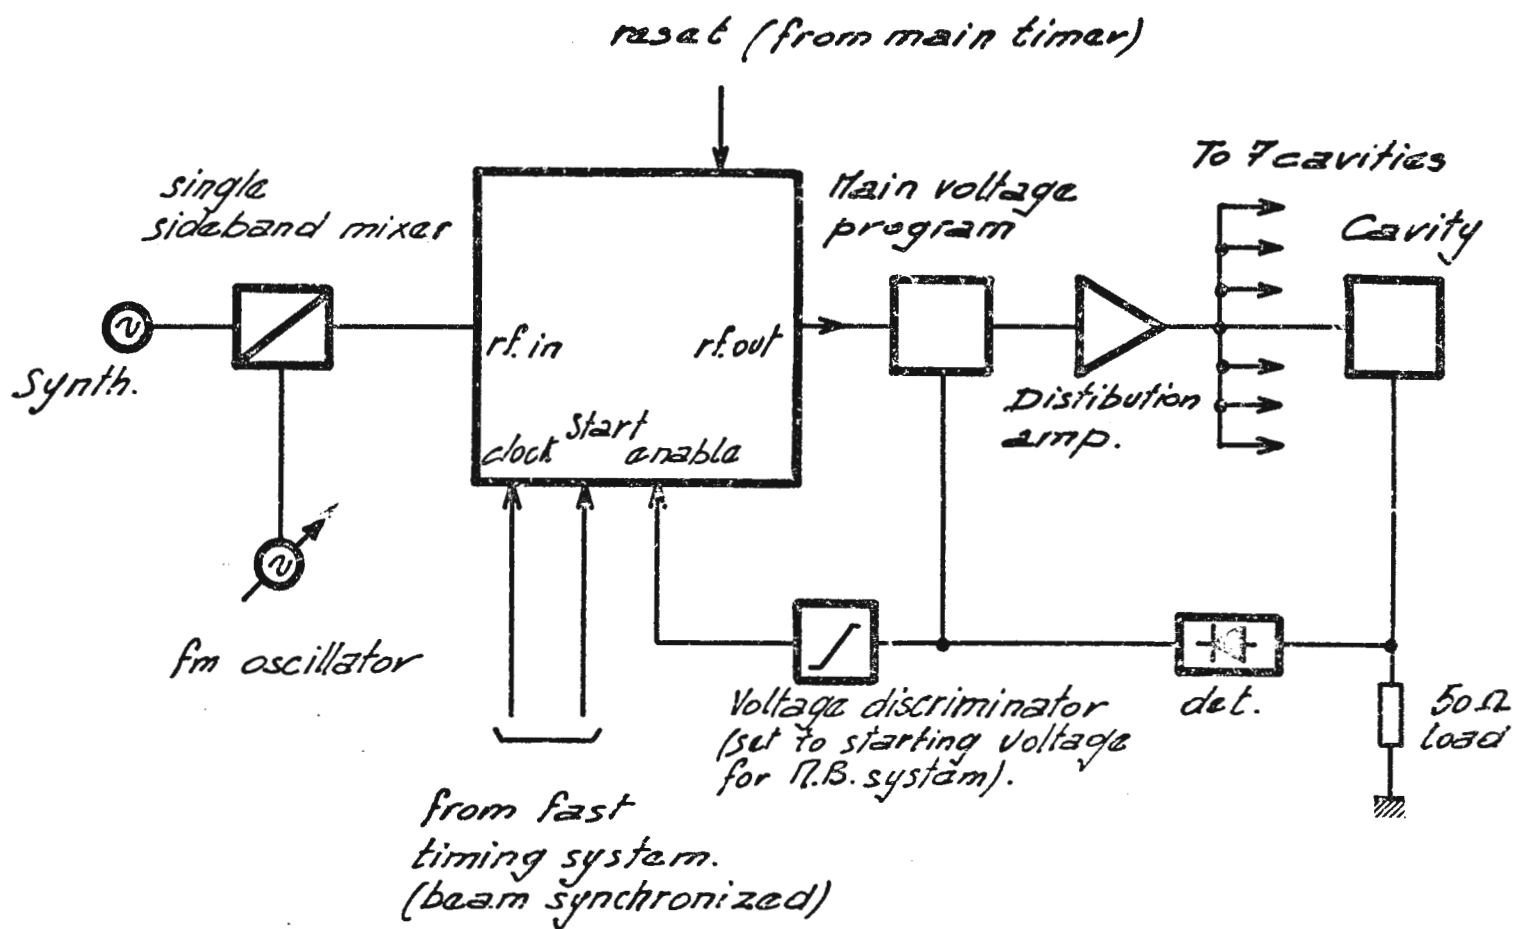 reset (from main timer)
To 7 cavities
single
sideband mixer
Main voltage
program
Cavity
rf. in
rf. out
Synth.
Distibution
amp.
clock
start
enable
fm oscillator
Voltage discriminator
(set to starting voltage
for M.B. system).
det.
50Ω
load
from fast
timing system.
(beam synchronized)